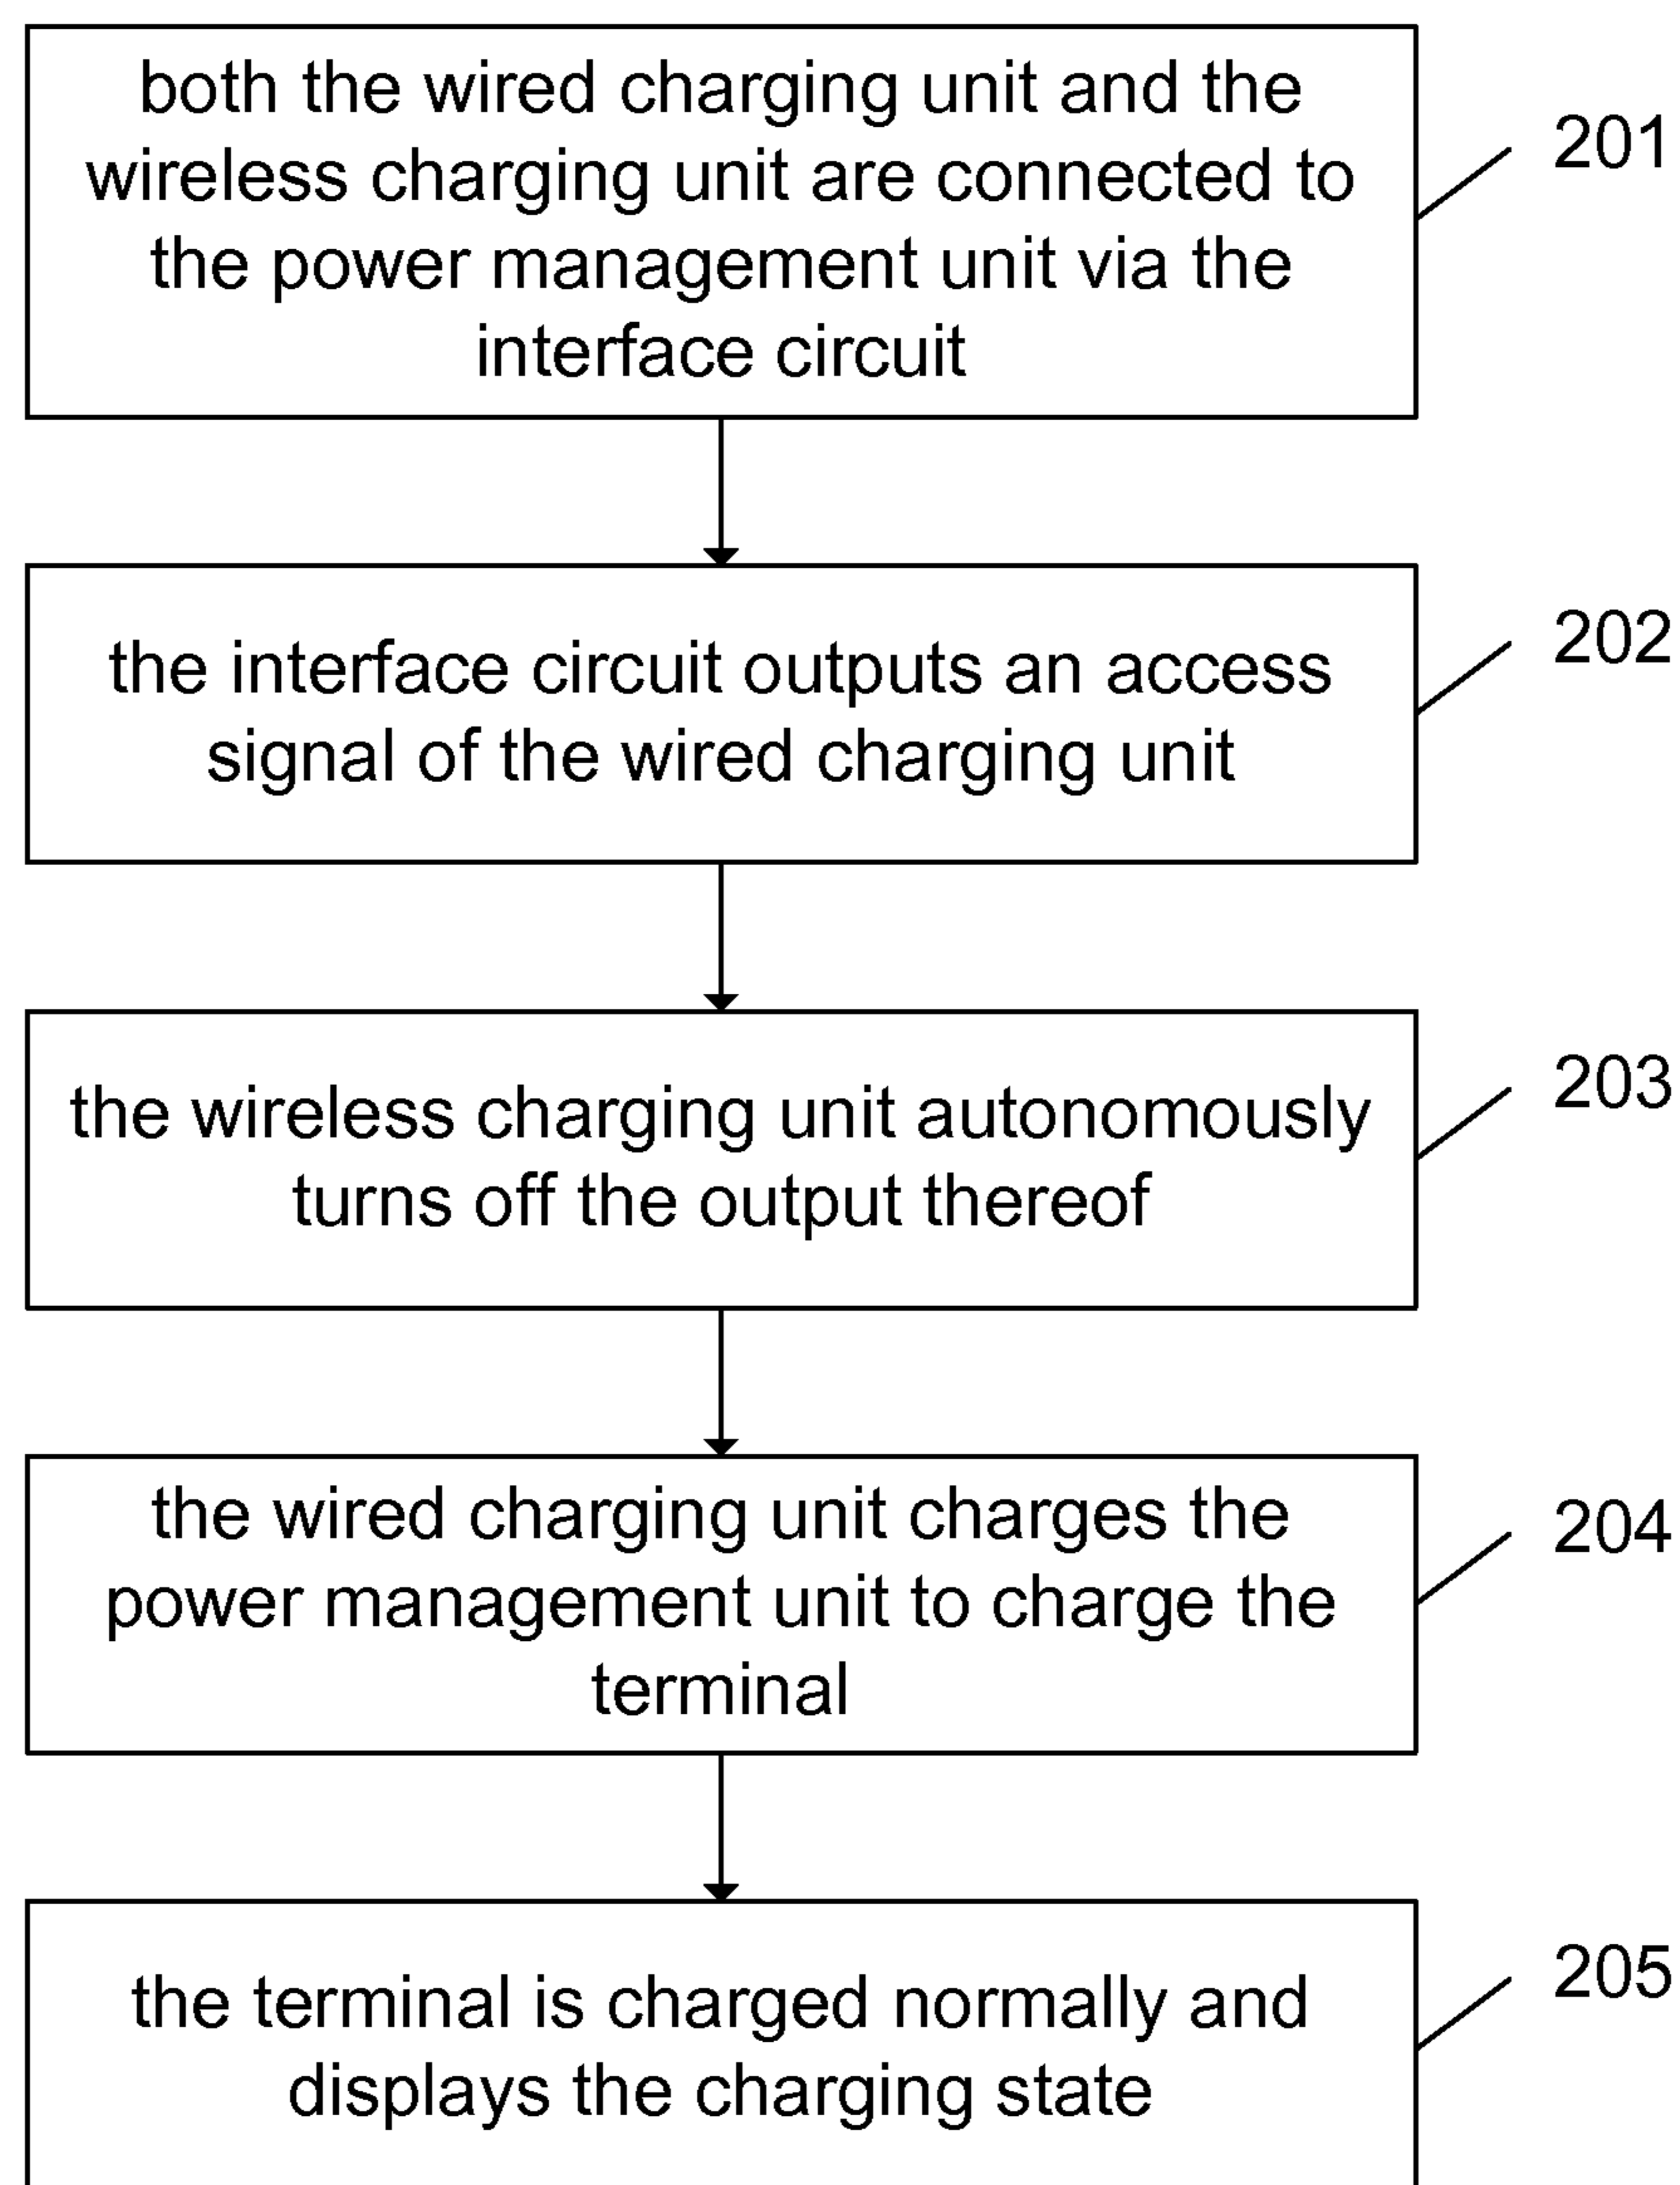 both the wired charging unit and the
wireless charging unit are connected to
the power management unit via the
interface circuit
201
the interface circuit outputs an access
signal of the wired charging unit
202
the wireless charging unit autonomously
turns off the output thereof
203
the wired charging unit charges the
power management unit to charge the
terminal
204
the terminal is charged normally and
displays the charging state
205